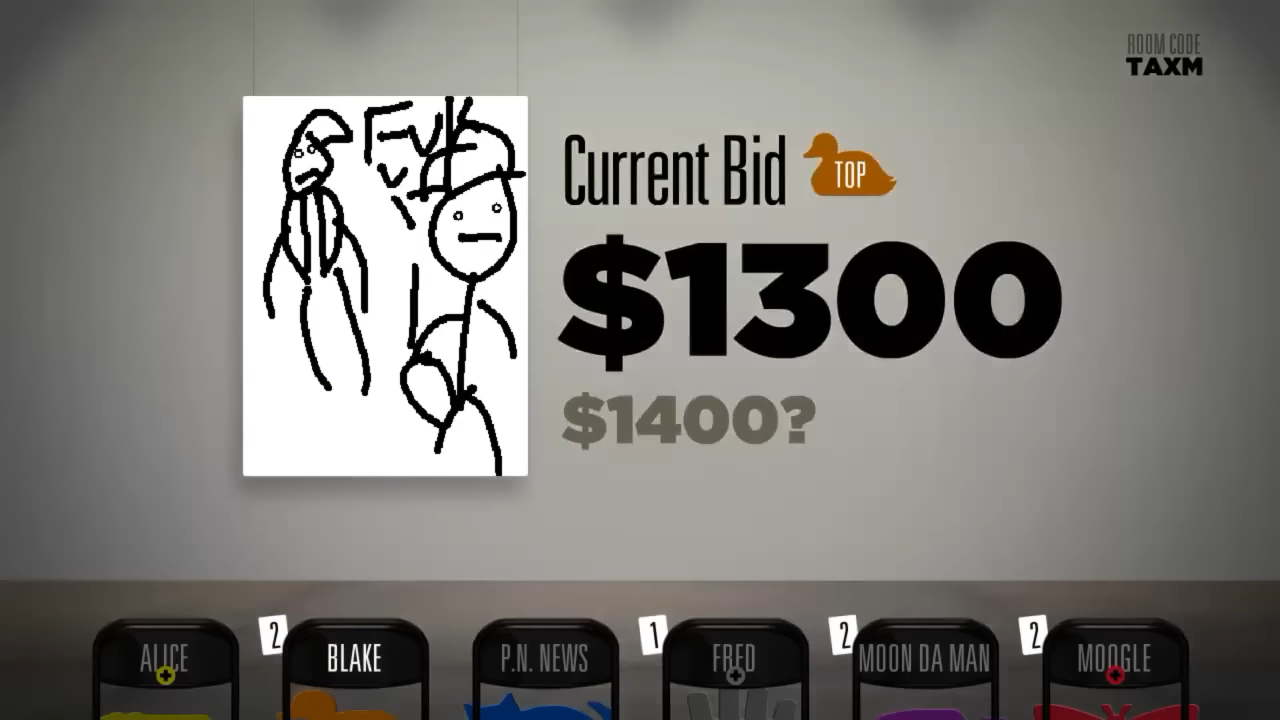 ROOM CODE
TAXM
Current Bid
TOP
$1300
$1400?
2
1
2
2
ALICE
BLAKE
P.N. NEWS
FRED
MOON DA MAN
MOOGLE